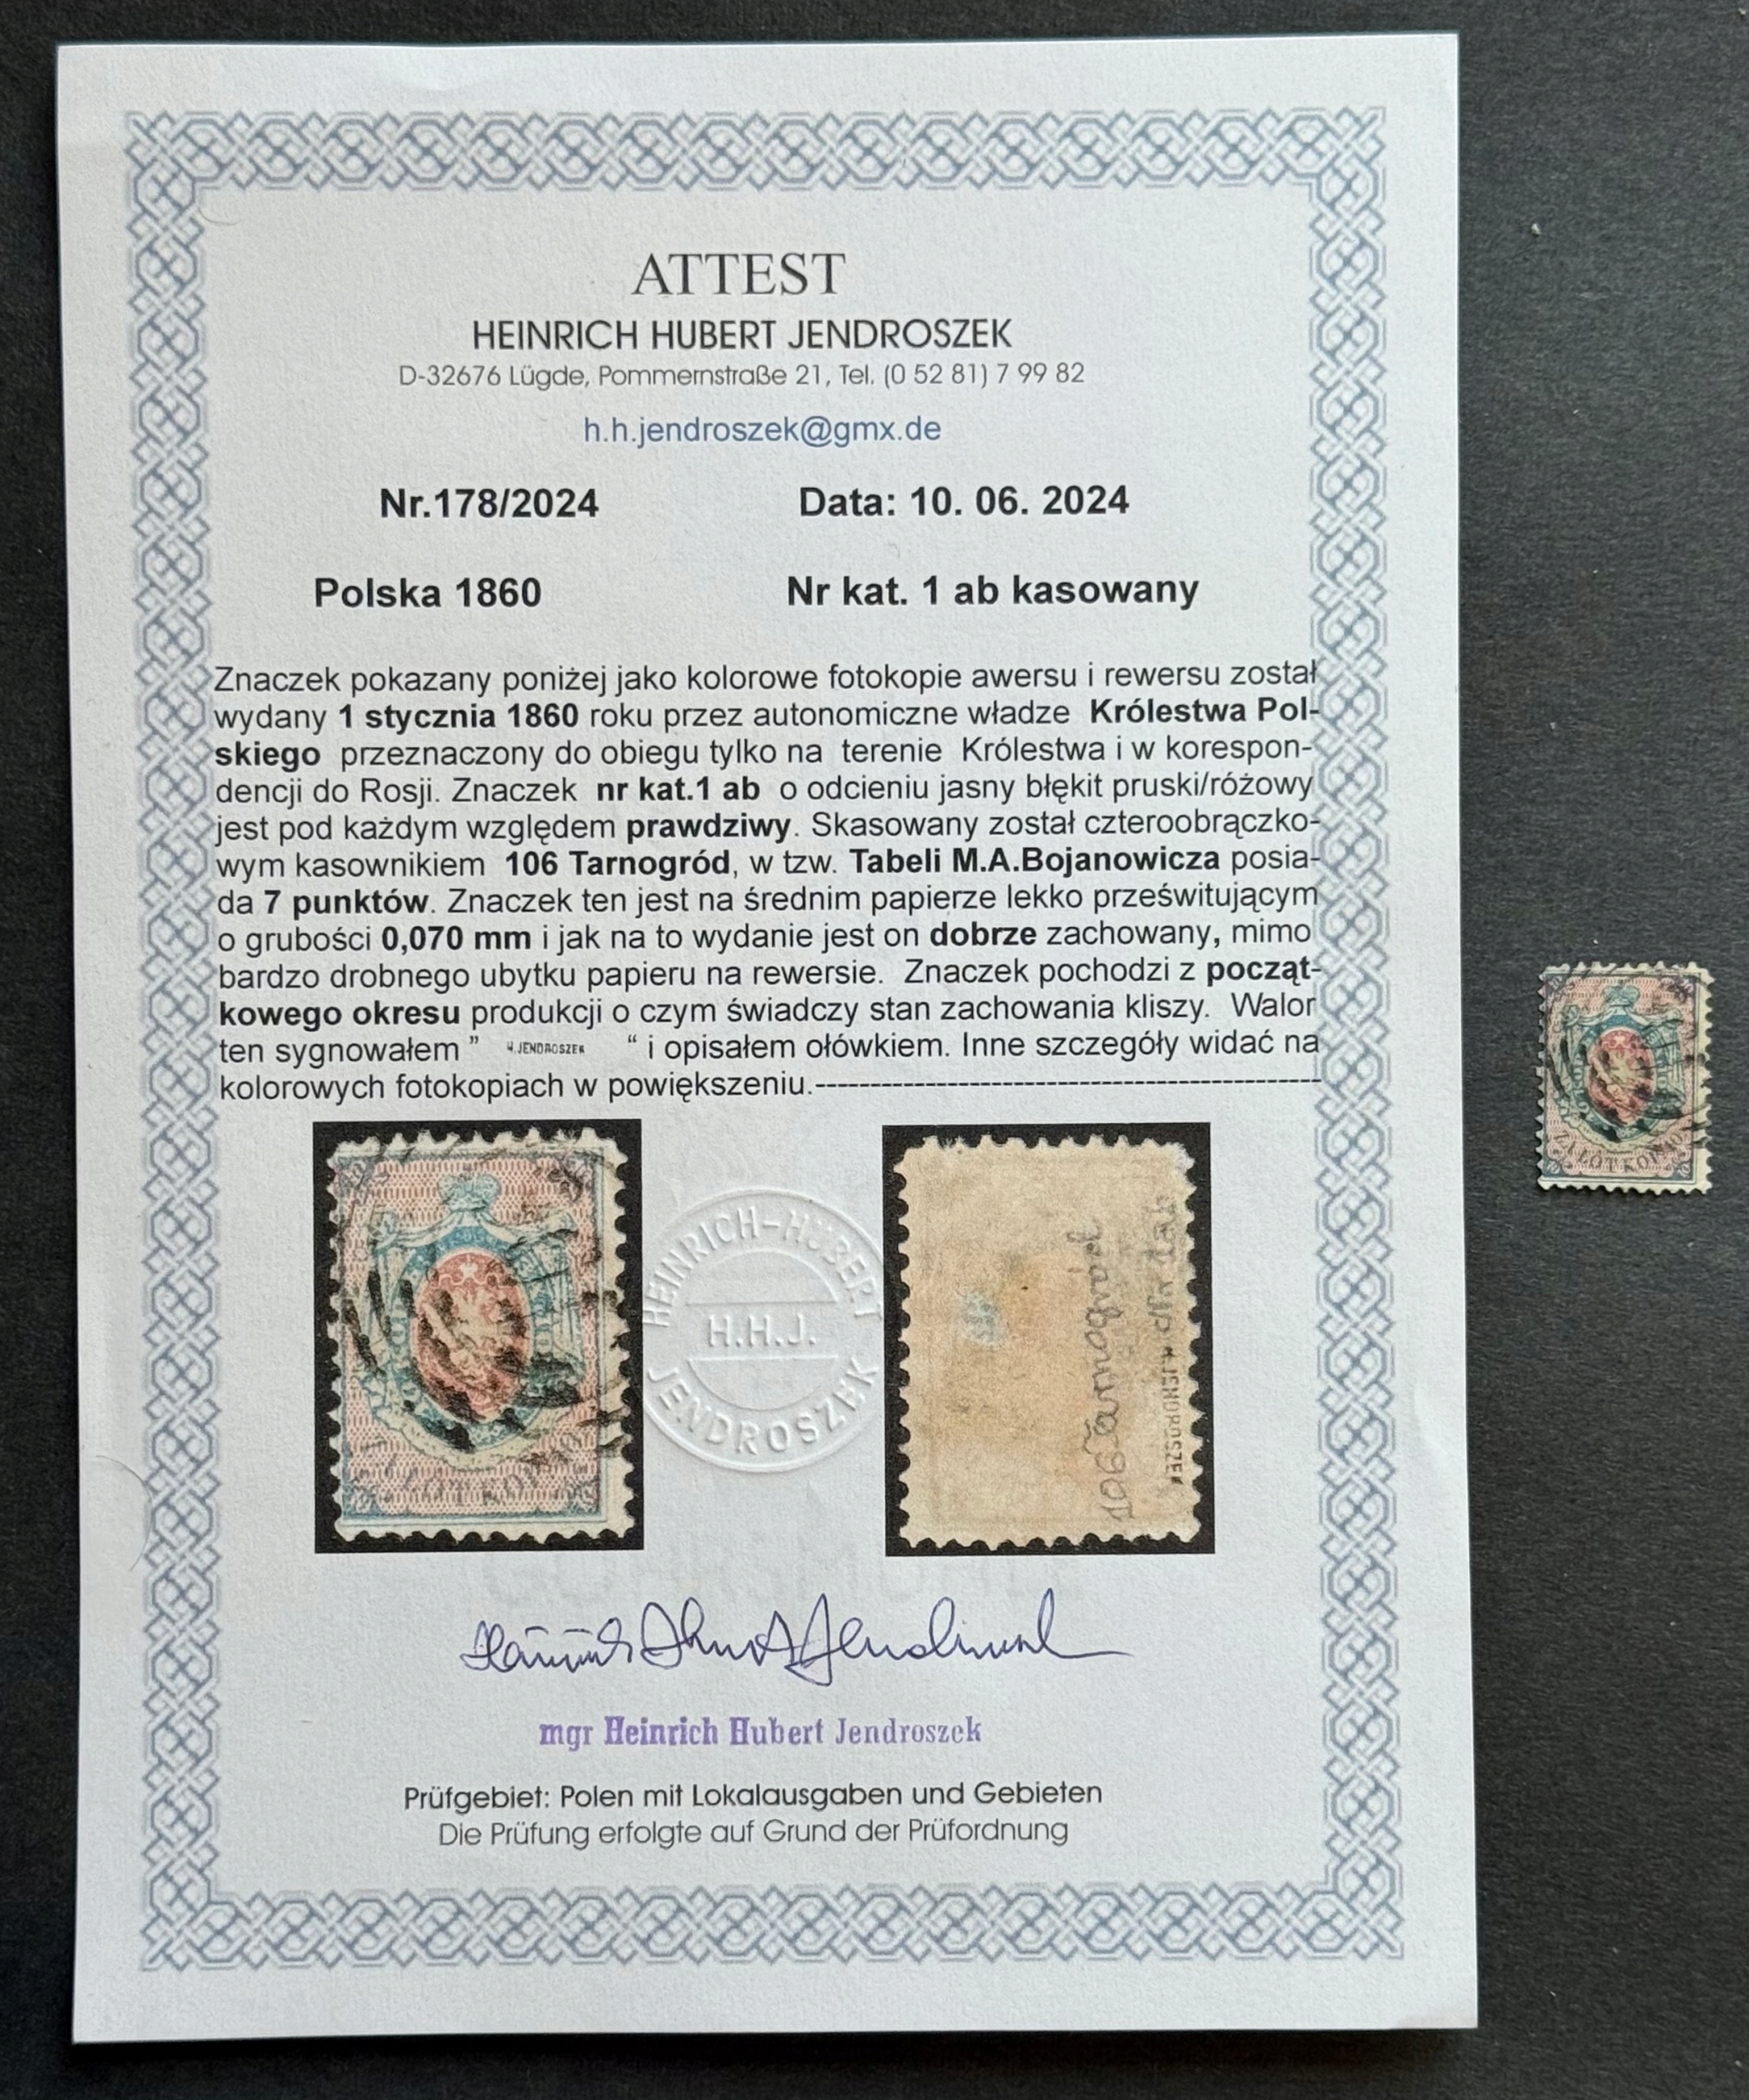 ATTEST
HEINRICH HUBERT JENDROSZEK
D-32676 Lügde, Pommernstraße 21, Tel. (0 52 81) 7 99 82
h.h.jendroszek@gmx.de
Nr.178/2024 Data: 10. 06. 2024
Polska 1860 Nr kat. 1 ab kasowany
Znaczek pokazany poniżej jako kolorowe fotokopie awersu i rewersu został
wydany 1 stycznia 1860 roku przez autonomiczne władze Królestwa Pol-
skiego przeznaczony do obiegu tylko na terenie Królestwa i w korespon-
dencji do Rosji. Znaczek nr kat.1 ab o odcieniu jasny błękit pruski/różowy
jest pod każdym względem prawdziwy. Skasowany został czteroobrączko-
wym kasownikiem 106 Tarnogród, w tzw. Tabeli M.A.Bojanowicza posia-
da 7 punktów. Znaczek ten jest na średnim papierze lekko prześwitującym
o grubości 0,070 mm i jak na to wydanie jest on dobrze zachowany, mimo
bardzo drobnego ubytku papieru na rewersie. Znaczek pochodzi z począt-
kowego okresu produkcji o czym świadczy stan zachowania kliszy. Walor
ten sygnowałem ” H.JENDROSZEK “ i opisałem ołówkiem. Inne szczegóły widać na
kolorowych fotokopiach w powiększeniu.----------------------------------------------
ZA ŁÓT KOP. 10
HEINRICH-HUBERT
H.H.J.
JENDROSZEK
106 Tarnogród
H.JENDROSZEK
mgr Heinrich Hubert Jendroszek
Prüfgebiet: Polen mit Lokalausgaben und Gebieten
Die Prüfung erfolgte auf Grund der Prüfordnung
ZA ŁÓT KOP. 10